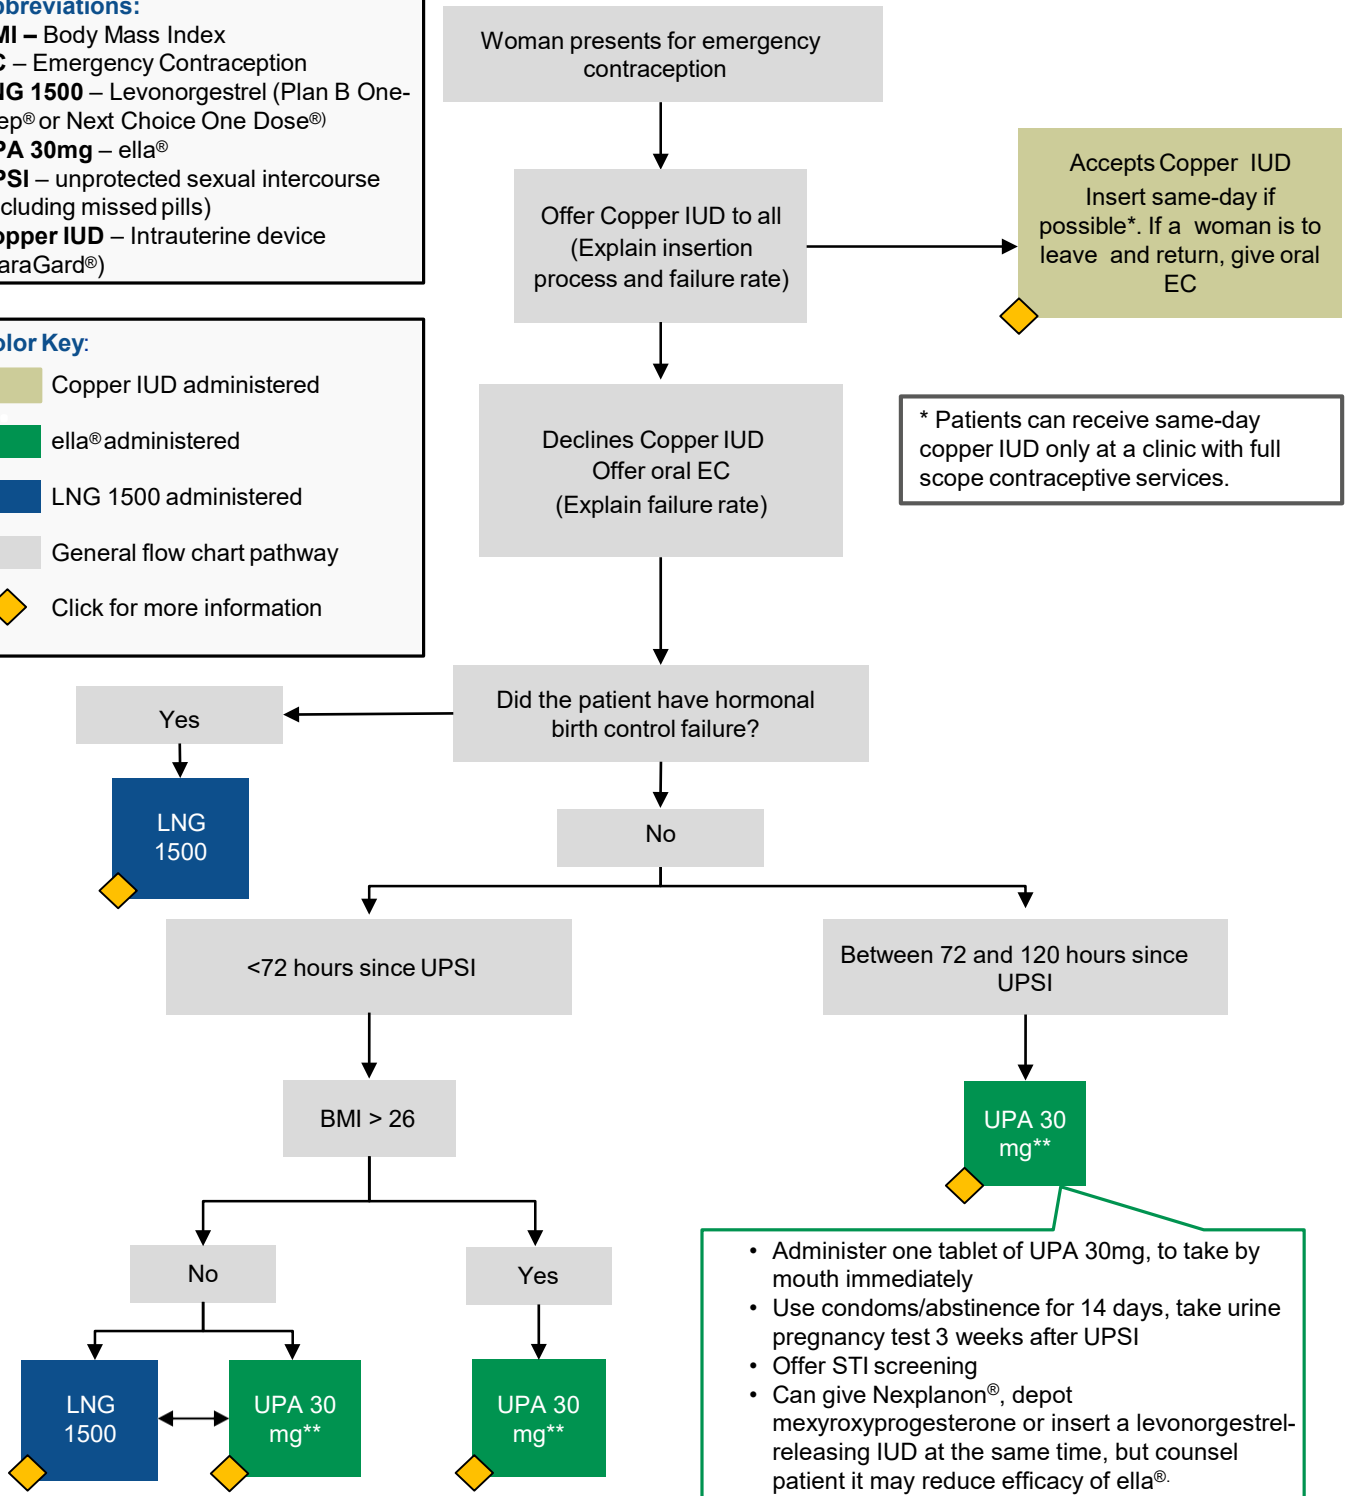 bbreviations:
MI – Body Mass Index
C – Emergency Contraception
NG 1500 – Levonorgestrel (Plan B One-
ep® or Next Choice One Dose®)
PA 30mg – ella®
PSI – unprotected sexual intercourse
cluding missed pills)
opper IUD – Intrauterine device
araGard®)
olor Key:
Copper IUD administered
ella® administered
LNG 1500 administered
General flow chart pathway
Click for more information
Woman presents for emergency
contraception
Offer Copper IUD to all
(Explain insertion
process and failure rate)
Accepts Copper IUD
Insert same-day if
possible*. If a woman is to
leave and return, give oral
EC
* Patients can receive same-day
copper IUD only at a clinic with full
scope contraceptive services.
Declines Copper IUD
Offer oral EC
(Explain failure rate)
Did the patient have hormonal
birth control failure?
Yes
LNG
1500
No
<72 hours since UPSI
Between 72 and 120 hours since
UPSI
BMI > 26
UPA 30
mg**
No
Yes
LNG
1500
UPA 30
mg**
UPA 30
mg**
• Administer one tablet of UPA 30mg, to take by
mouth immediately
• Use condoms/abstinence for 14 days, take urine
pregnancy test 3 weeks after UPSI
• Offer STI screening
• Can give Nexplanon®, depot
mexyroxyprogesterone or insert a levonorgestrel-
releasing IUD at the same time, but counsel
patient it may reduce efficacy of ella®.